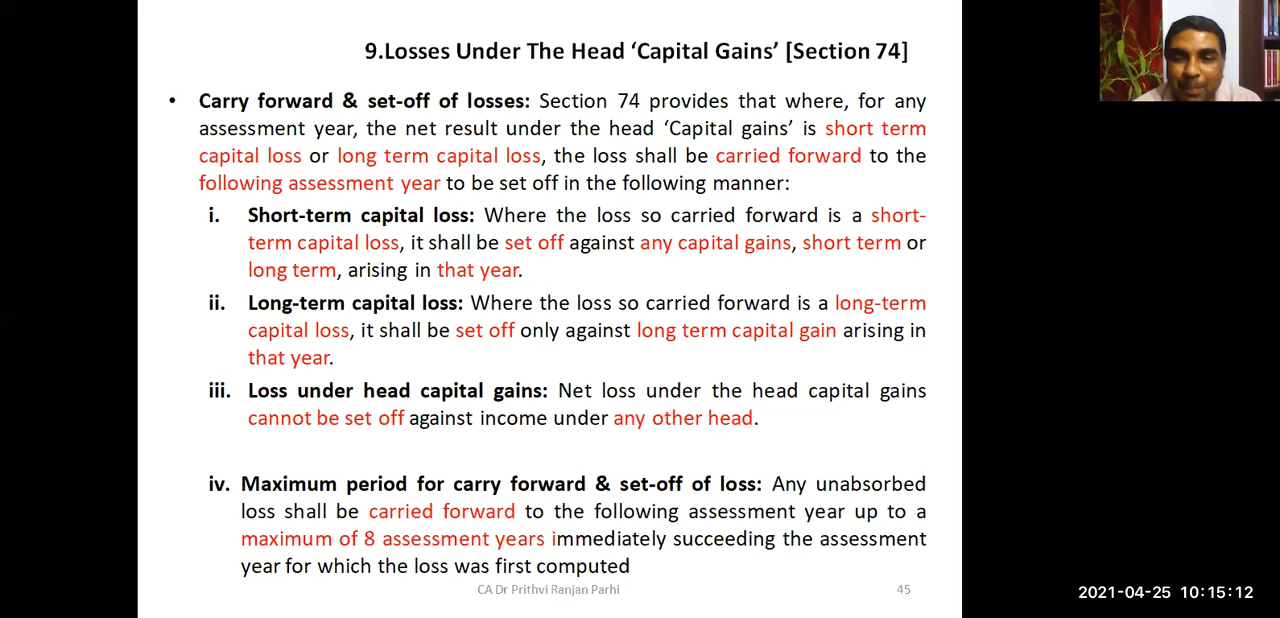 9.Losses Under The Head ‘Capital Gains’ [Section 74]
• Carry forward & set-off of losses: Section 74 provides that where, for any
assessment year, the net result under the head ‘Capital gains’ is short term
capital loss or long term capital loss, the loss shall be carried forward to the
following assessment year to be set off in the following manner:
i. Short-term capital loss: Where the loss so carried forward is a short-
term capital loss, it shall be set off against any capital gains, short term or
long term, arising in that year.
ii. Long-term capital loss: Where the loss so carried forward is a long-term
capital loss, it shall be set off only against long term capital gain arising in
that year.
iii. Loss under head capital gains: Net loss under the head capital gains
cannot be set off against income under any other head.
iv. Maximum period for carry forward & set-off of loss: Any unabsorbed
loss shall be carried forward to the following assessment year up to a
maximum of 8 assessment years immediately succeeding the assessment
year for which the loss was first computed
CA Dr Prithvi Ranjan Parhi
45
2021-04-25 10:15:12